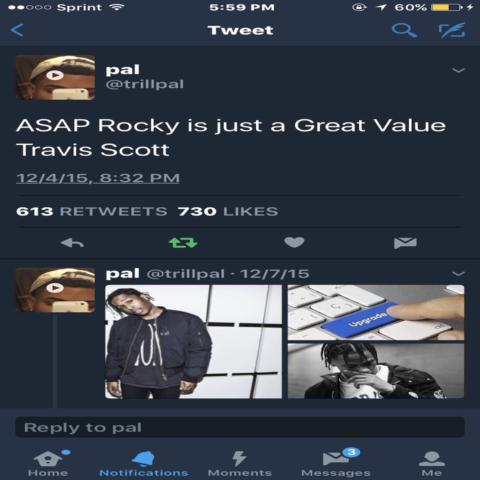 Sprint 5:59 PM 60%
Tweet
pal
@trillpal
ASAP Rocky is just a Great Value
Travis Scott
12/4/15, 8:32 PM
613 RETWEETS 730 LIKES
pal @trillpal · 12/7/15
Upgrade
Reply to pal
3
Home Notifications Moments Messages Me